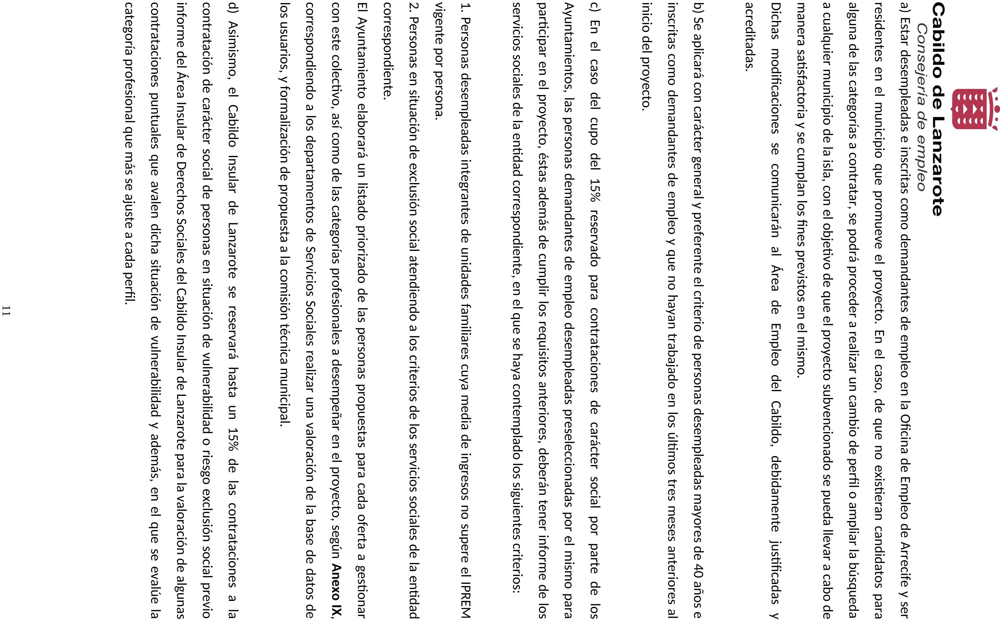 Cabildo de Lanzarote
Consejería de empleo
a) Estar desempleadas e inscritas como demandantes de empleo en la Oficina de Empleo de Arrecife y ser
residentes en el municipio que promueve el proyecto. En el caso, de que no existieran candidatos para
alguna de las categorías a contratar, se podrá proceder a realizar un cambio de perfil o ampliar la búsqueda
a cualquier municipio de la isla, con el objetivo de que el proyecto subvencionado se pueda llevar a cabo de
manera satisfactoria y se cumplan los fines previstos en el mismo.
Dichas modificaciones se comunicarán al Área de Empleo del Cabildo, debidamente justificadas y
acreditadas.
b) Se aplicará con carácter general y preferente el criterio de personas desempleadas mayores de 40 años e
inscritas como demandantes de empleo y que no hayan trabajado en los últimos tres meses anteriores al
inicio del proyecto.
c) En el caso del cupo del 15% reservado para contrataciones de carácter social por parte de los
Ayuntamientos, las personas demandantes de empleo desempleadas preseleccionadas por el mismo para
participar en el proyecto, éstas además de cumplir los requisitos anteriores, deberán tener informe de los
servicios sociales de la entidad correspondiente, en el que se haya contemplado los siguientes criterios:
1. Personas desempleadas integrantes de unidades familiares cuya media de ingresos no supere el IPREM
vigente por persona.
2. Personas en situación de exclusión social atendiendo a los criterios de los servicios sociales de la entidad
correspondiente.
El Ayuntamiento elaborará un listado priorizado de las personas propuestas para cada oferta a gestionar
con este colectivo, así como de las categorías profesionales a desempeñar en el proyecto, según Anexo IX,
correspondiendo a los departamentos de Servicios Sociales realizar una valoración de la base de datos de
los usuarios, y formalización de propuesta a la comisión técnica municipal.
d) Asimismo, el Cabildo Insular de Lanzarote se reservará hasta un 15% de las contrataciones a la
contratación de carácter social de personas en situación de vulnerabilidad o riesgo exclusión social previo
informe del Área Insular de Derechos Sociales del Cabildo Insular de Lanzarote para la valoración de algunas
contrataciones puntuales que avalen dicha situación de vulnerabilidad y además, en el que se evalúe la
categoría profesional que más se ajuste a cada perfil.
11